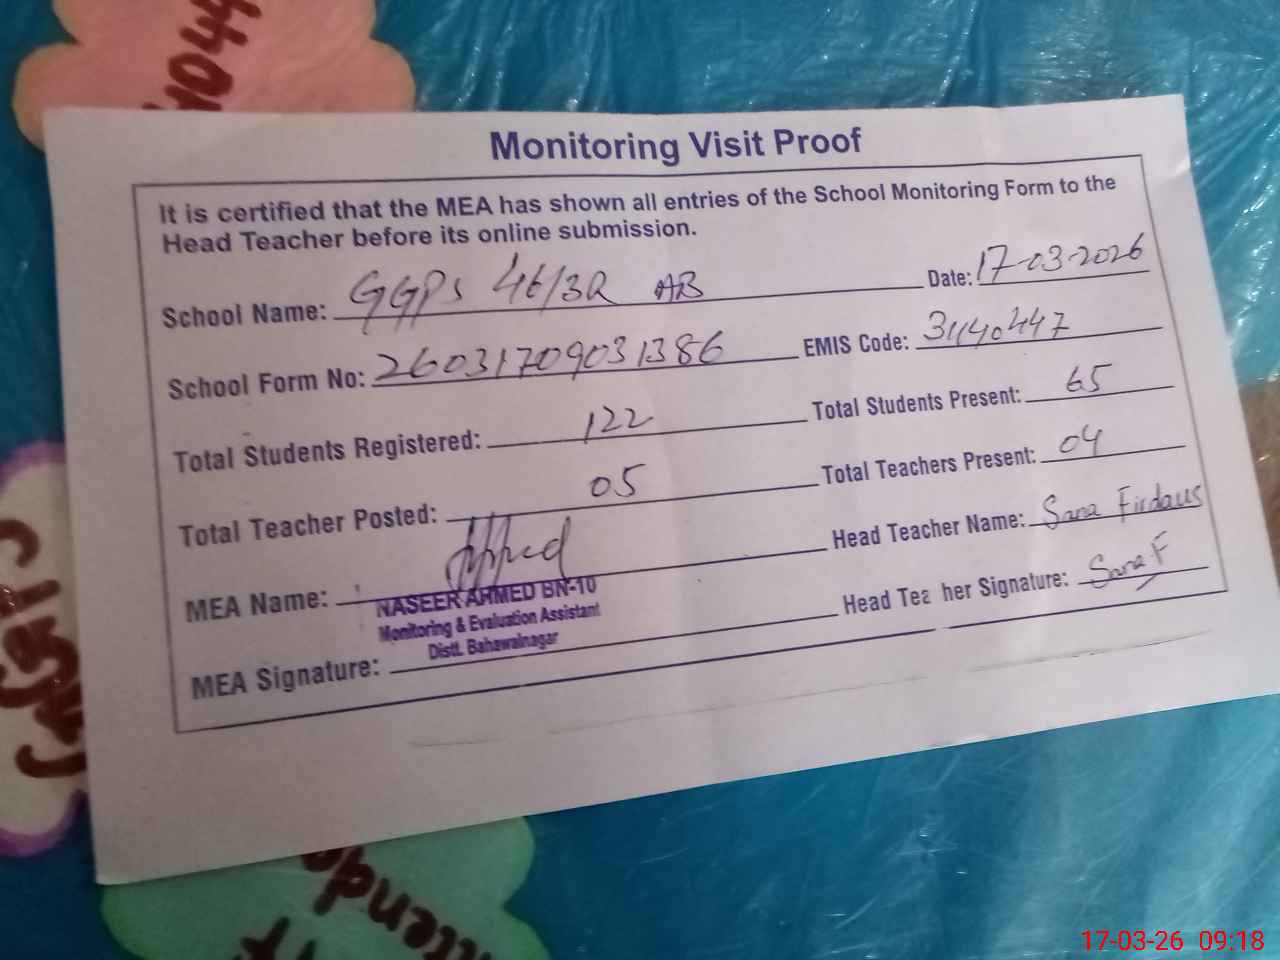 Monitoring Visit Proof
It is certified that the MEA has shown all entries of the School Monitoring Form to the
Head Teacher before its online submission.
School Name: GGPS 46/3R AB Date: 17-03-2026
School Form No: 26031709031386 EMIS Code: 31140447
Total Students Registered: 122 Total Students Present: 65
Total Teacher Posted: 05 Total Teachers Present: 04
MEA Name: Head Teacher Name: Sana Firdaus
NASEER AHMED BN-10
Monitoring & Evaluation Assistant
Distt. Bahawalnagar
MEA Signature: Head Teacher Signature: Sana F
17-03-26 09:18